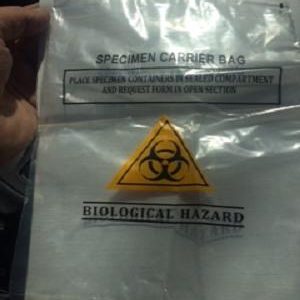 SPECIMEN CARRIER BAG
PLACE SPECIMEN CONTAINERS IN SEALED COMPARTMENT
AND REQUEST FORM IN OPEN SECTION
BIOLOGICAL HAZARD